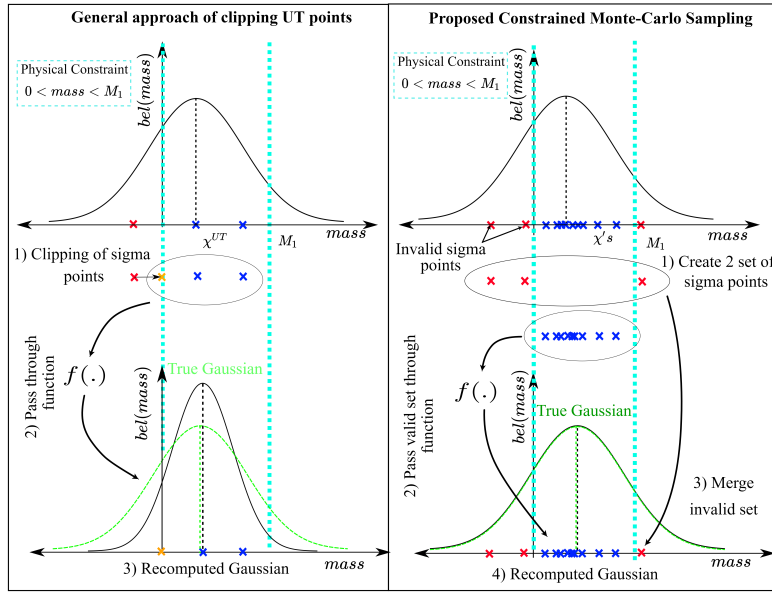 General approach of clipping UT points
Physical Constraint
0 < mass < M₁
bel(mass)
χ^UT
M₁
mass
1) Clipping of sigma
points
2) Pass through
function
f(.)
True Gaussian
bel(mass)
mass
3) Recomputed Gaussian
Proposed Constrained Monte-Carlo Sampling
Physical Constraint
0 < mass < M₁
bel(mass)
mass
Invalid sigma
points
χ's
M₁
1) Create 2 set of
sigma points
2) Pass valid set through
function
f(.)
bel(mass)
True Gaussian
3) Merge
invalid set
mass
4) Recomputed Gaussian